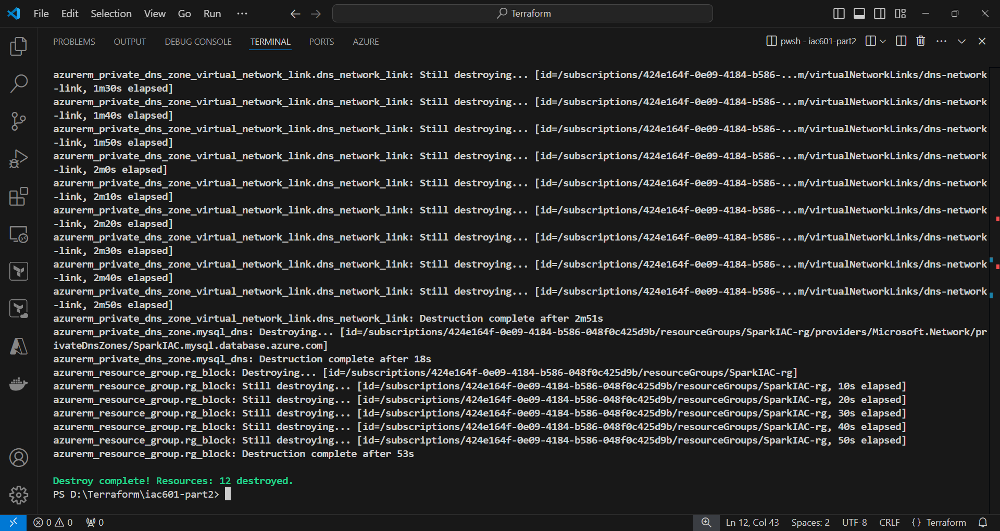 File Edit Selection View Go Run ··· Terraform
PROBLEMS OUTPUT DEBUG CONSOLE TERMINAL PORTS AZURE pwsh - iac601-part2
azurerm_private_dns_zone_virtual_network_link.dns_network_link: Still destroying... [id=/subscriptions/424e164f-0e09-4184-b586-...m/virtualNetworkLinks/dns-network
-link, 1m30s elapsed]
azurerm_private_dns_zone_virtual_network_link.dns_network_link: Still destroying... [id=/subscriptions/424e164f-0e09-4184-b586-...m/virtualNetworkLinks/dns-network
-link, 1m40s elapsed]
azurerm_private_dns_zone_virtual_network_link.dns_network_link: Still destroying... [id=/subscriptions/424e164f-0e09-4184-b586-...m/virtualNetworkLinks/dns-network
-link, 1m50s elapsed]
azurerm_private_dns_zone_virtual_network_link.dns_network_link: Still destroying... [id=/subscriptions/424e164f-0e09-4184-b586-...m/virtualNetworkLinks/dns-network
-link, 2m0s elapsed]
azurerm_private_dns_zone_virtual_network_link.dns_network_link: Still destroying... [id=/subscriptions/424e164f-0e09-4184-b586-...m/virtualNetworkLinks/dns-network
-link, 2m10s elapsed]
azurerm_private_dns_zone_virtual_network_link.dns_network_link: Still destroying... [id=/subscriptions/424e164f-0e09-4184-b586-...m/virtualNetworkLinks/dns-network
-link, 2m20s elapsed]
azurerm_private_dns_zone_virtual_network_link.dns_network_link: Still destroying... [id=/subscriptions/424e164f-0e09-4184-b586-...m/virtualNetworkLinks/dns-network
-link, 2m30s elapsed]
azurerm_private_dns_zone_virtual_network_link.dns_network_link: Still destroying... [id=/subscriptions/424e164f-0e09-4184-b586-...m/virtualNetworkLinks/dns-network
-link, 2m40s elapsed]
azurerm_private_dns_zone_virtual_network_link.dns_network_link: Still destroying... [id=/subscriptions/424e164f-0e09-4184-b586-...m/virtualNetworkLinks/dns-network
-link, 2m50s elapsed]
azurerm_private_dns_zone_virtual_network_link.dns_network_link: Destruction complete after 2m51s
azurerm_private_dns_zone.mysql_dns: Destroying... [id=/subscriptions/424e164f-0e09-4184-b586-048f0c425d9b/resourceGroups/SparkIAC-rg/providers/Microsoft.Network/pr
ivateDnsZones/SparkIAC.mysql.database.azure.com]
azurerm_private_dns_zone.mysql_dns: Destruction complete after 18s
azurerm_resource_group.rg_block: Destroying... [id=/subscriptions/424e164f-0e09-4184-b586-048f0c425d9b/resourceGroups/SparkIAC-rg]
azurerm_resource_group.rg_block: Still destroying... [id=/subscriptions/424e164f-0e09-4184-b586-048f0c425d9b/resourceGroups/SparkIAC-rg, 10s elapsed]
azurerm_resource_group.rg_block: Still destroying... [id=/subscriptions/424e164f-0e09-4184-b586-048f0c425d9b/resourceGroups/SparkIAC-rg, 20s elapsed]
azurerm_resource_group.rg_block: Still destroying... [id=/subscriptions/424e164f-0e09-4184-b586-048f0c425d9b/resourceGroups/SparkIAC-rg, 30s elapsed]
azurerm_resource_group.rg_block: Still destroying... [id=/subscriptions/424e164f-0e09-4184-b586-048f0c425d9b/resourceGroups/SparkIAC-rg, 40s elapsed]
azurerm_resource_group.rg_block: Still destroying... [id=/subscriptions/424e164f-0e09-4184-b586-048f0c425d9b/resourceGroups/SparkIAC-rg, 50s elapsed]
azurerm_resource_group.rg_block: Destruction complete after 53s
Destroy complete! Resources: 12 destroyed.
PS D:\Terraform\iac601-part2>
0 0 0 Ln 12, Col 43 Spaces: 2 UTF-8 CRLF {} Terraform